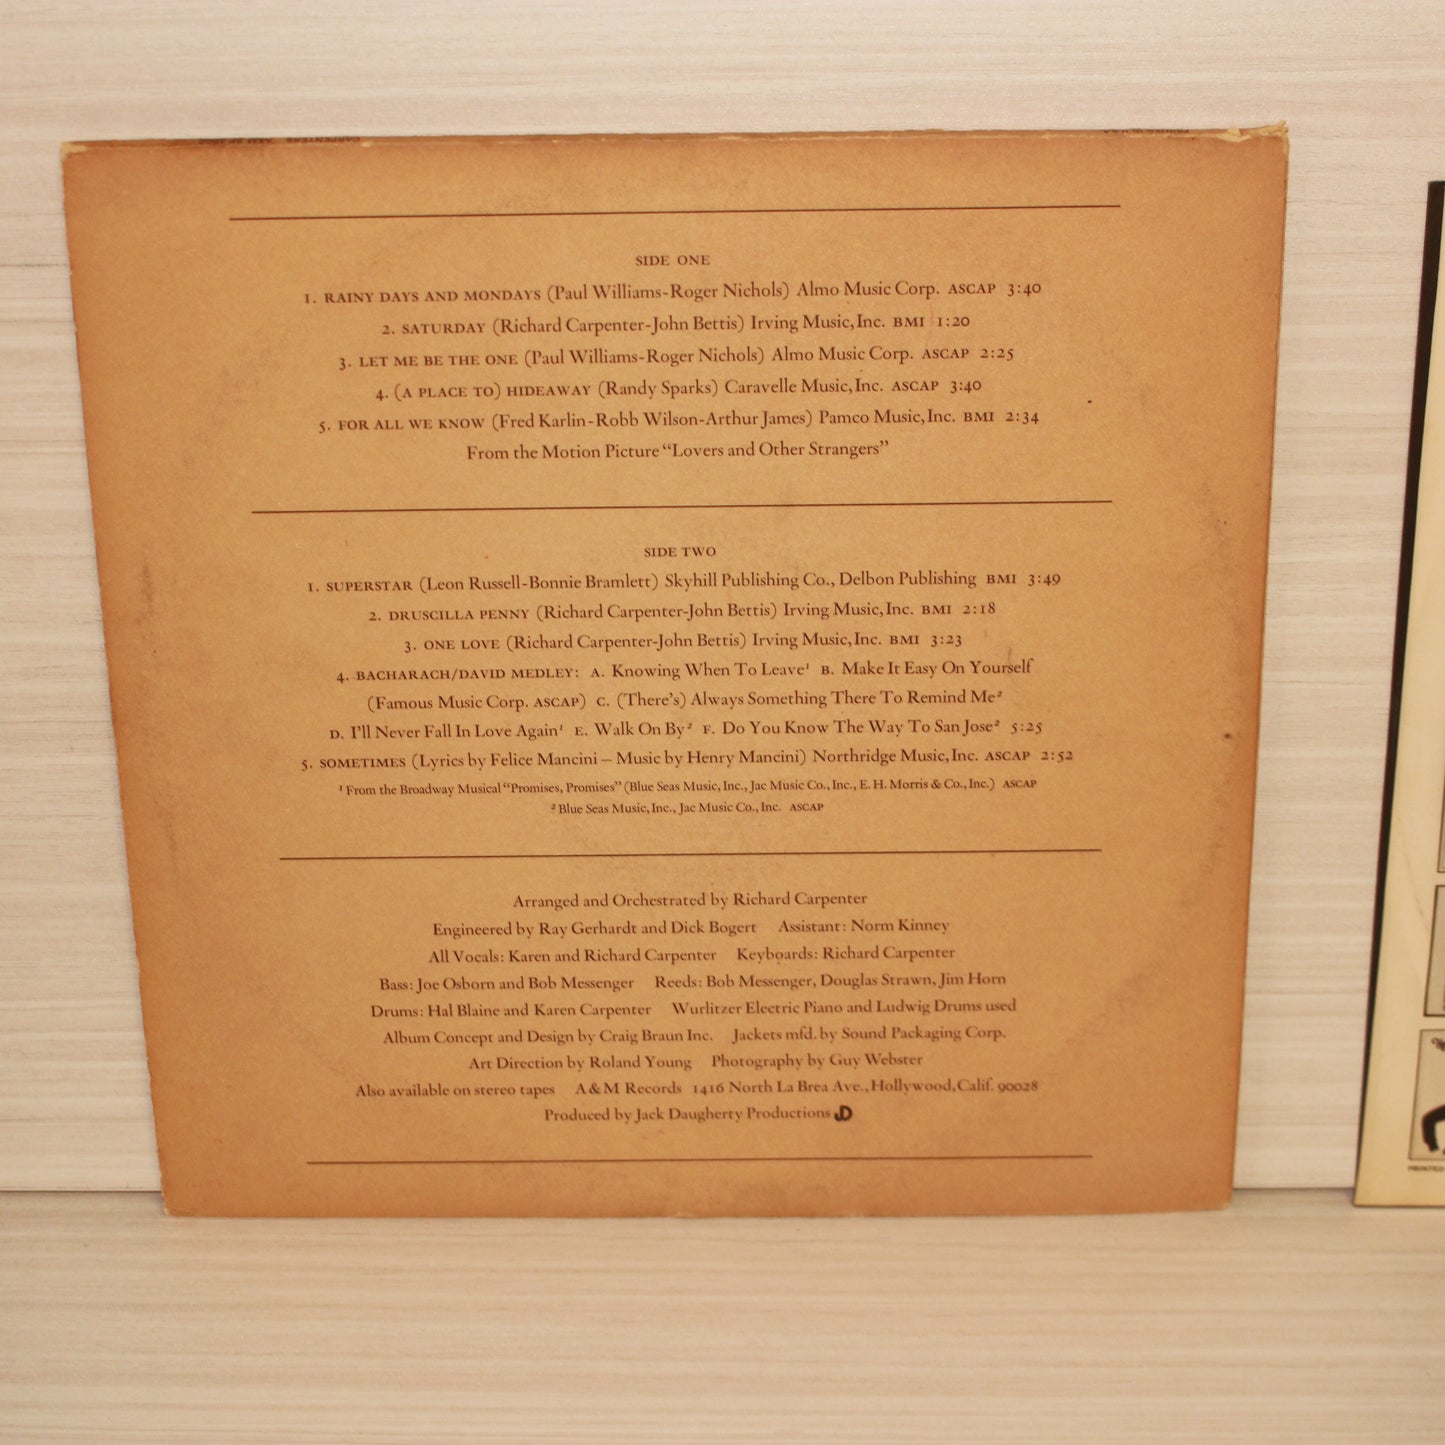 CARPENTERS
PRINTED IN U.S.A.
SIDE ONE
1. RAINY DAYS AND MONDAYS (Paul Williams-Roger Nichols) Almo Music Corp. ASCAP 3:40
2. SATURDAY (Richard Carpenter-John Bettis) Irving Music, Inc. BMI 1:20
3. LET ME BE THE ONE (Paul Williams-Roger Nichols) Almo Music Corp. ASCAP 2:25
4. (A PLACE TO) HIDEAWAY (Randy Sparks) Caravelle Music, Inc. ASCAP 3:40
5. FOR ALL WE KNOW (Fred Karlin-Robb Wilson-Arthur James) Pamco Music, Inc. BMI 2:34
From the Motion Picture "Lovers and Other Strangers"
SIDE TWO
1. SUPERSTAR (Leon Russell-Bonnie Bramlett) Skyhill Publishing Co., Delbon Publishing BMI 3:49
2. DRUSCILLA PENNY (Richard Carpenter-John Bettis) Irving Music, Inc. BMI 2:18
3. ONE LOVE (Richard Carpenter-John Bettis) Irving Music, Inc. BMI 3:23
4. BACHARACH/DAVID MEDLEY: A. Knowing When To Leave¹ B. Make It Easy On Yourself
(Famous Music Corp. ASCAP) C. (There's) Always Something There To Remind Me²
D. I'll Never Fall In Love Again¹ E. Walk On By² F. Do You Know The Way To San Jose² 5:25
5. SOMETIMES (Lyrics by Felice Mancini – Music by Henry Mancini) Northridge Music, Inc. ASCAP 2:52
¹ From the Broadway Musical "Promises, Promises" (Blue Seas Music, Inc., Jac Music Co., Inc., E. H. Morris & Co., Inc.) ASCAP
² Blue Seas Music, Inc., Jac Music Co., Inc. ASCAP
Arranged and Orchestrated by Richard Carpenter
Engineered by Ray Gerhardt and Dick Bogert Assistant: Norm Kinney
All Vocals: Karen and Richard Carpenter Keyboards: Richard Carpenter
Bass: Joe Osborn and Bob Messenger Reeds: Bob Messenger, Douglas Strawn, Jim Horn
Drums: Hal Blaine and Karen Carpenter Wurlitzer Electric Piano and Ludwig Drums used
Album Concept and Design by Craig Braun Inc. Jackets mfd. by Sound Packaging Corp.
Art Direction by Roland Young Photography by Guy Webster
Also available on stereo tapes A&M Records 1416 North La Brea Ave., Hollywood, Calif. 90028
Produced by Jack Daugherty Productions JD
PRINTED